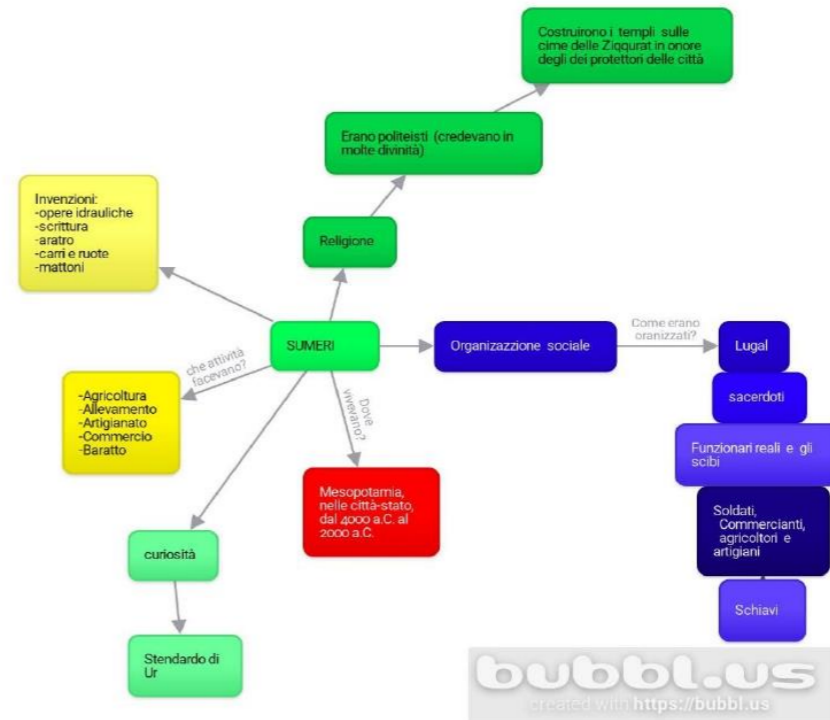 Costruirono i templi sulle
cime delle Ziqqurat in onore
degli dei protettori delle città
Erano politeisti (credevano in
molte divinità)
Invenzioni:
-opere idrauliche
-scrittura
-aratro
-carri e ruote
-mattoni
Religione
SUMERI
Organizazzione sociale
Come erano
oranizzati?
Lugal
sacerdoti
Funzionari reali e gli
scibi
Soldati,
Commercianti,
agricoltori e
artigiani
Schiavi
che attività
facevano?
-Agricoltura
-Allevamento
-Artigianato
-Commercio
-Baratto
Dove
vivevano?
Mesopotamia,
nelle città-stato,
dal 4000 a.C. al
2000 a.C.
curiosità
Stendardo di
Ur
bubbl.us
created with https://bubbl.us